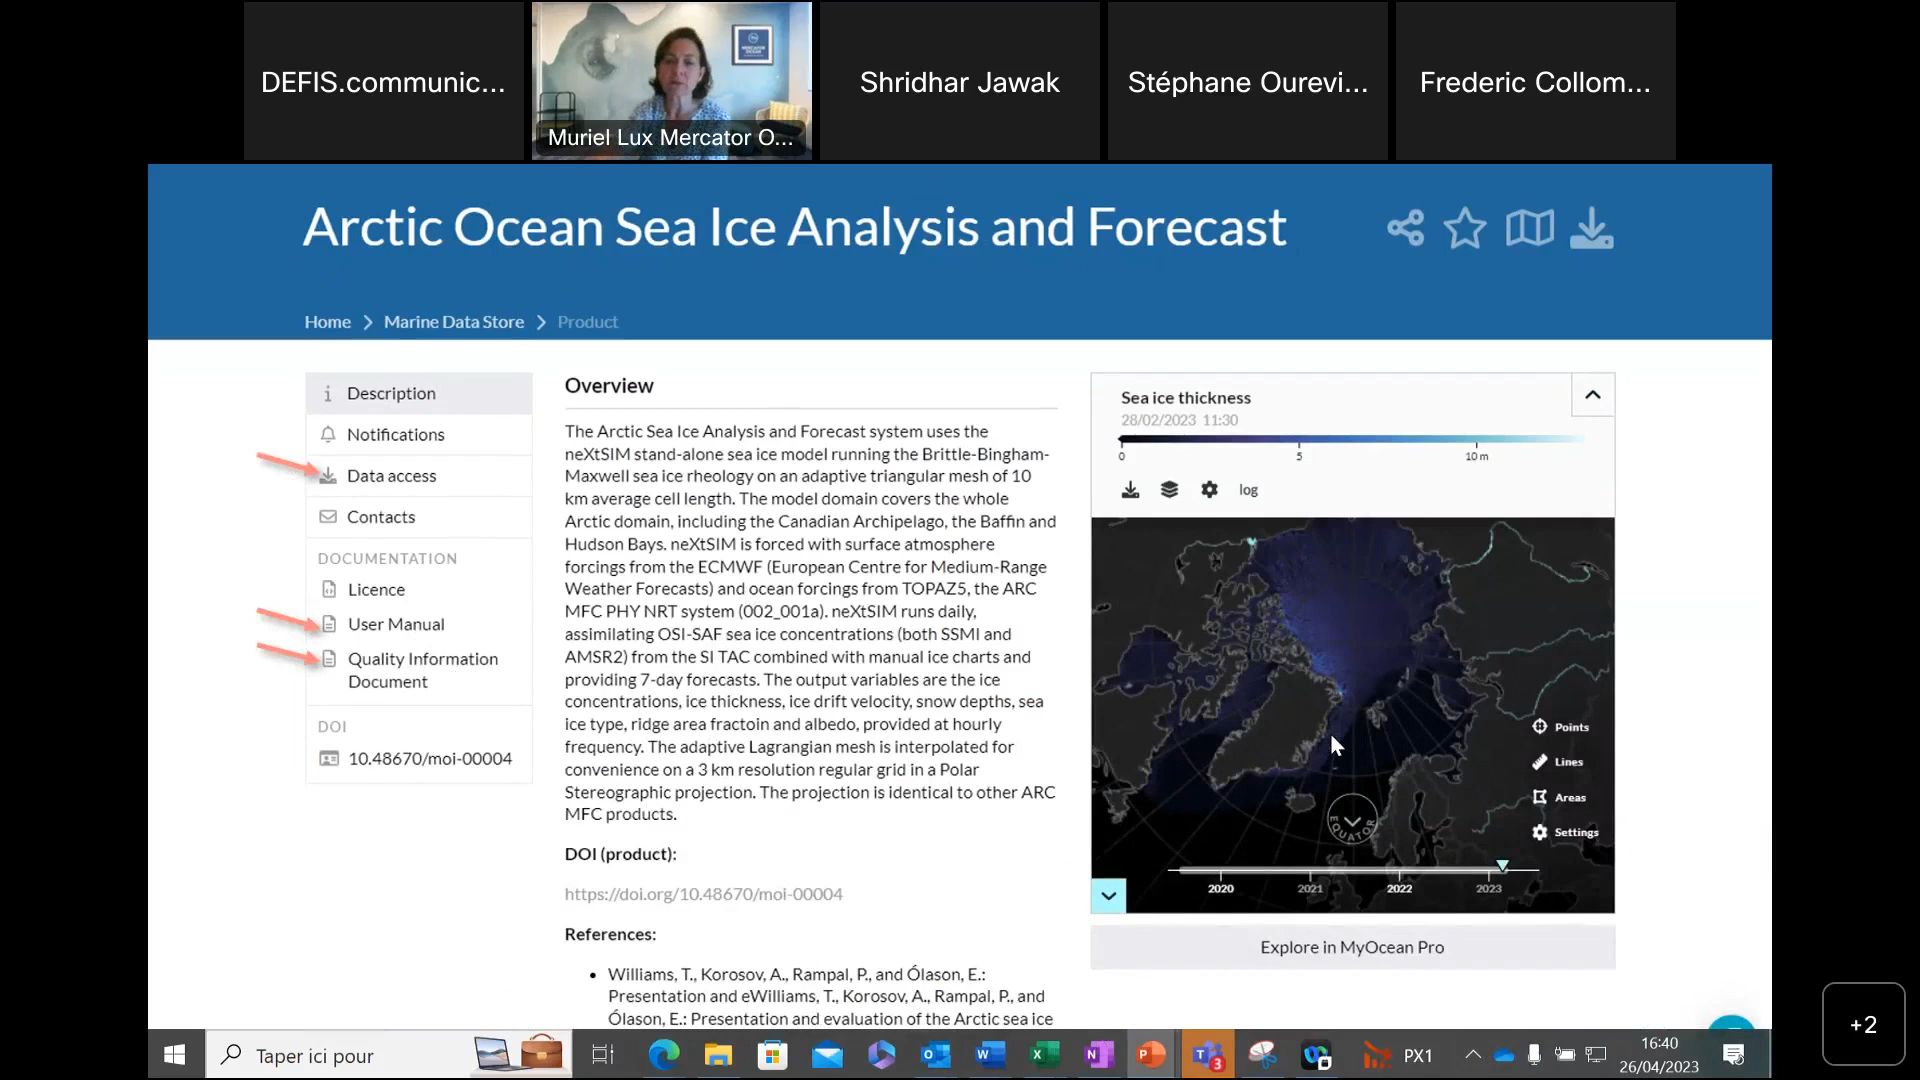 DEFIS.communic...
Muriel Lux Mercator O...
Shridhar Jawak
Stéphane Ourevi...
Frederic Collom...
Arctic Ocean Sea Ice Analysis and Forecast
Home
Marine Data Store
Product
Description
Notifications
Data access
Contacts
DOCUMENTATION
Licence
User Manual
Quality Information
Document
DOI
10.48670/moi-00004
Overview
The Arctic Sea Ice Analysis and Forecast system uses the
neXtSIM stand-alone sea ice model running the Brittle-Bingham-
Maxwell sea ice rheology on an adaptive triangular mesh of 10
km average cell length. The model domain covers the whole
Arctic domain, including the Canadian Archipelago, the Baffin and
Hudson Bays. neXtSIM is forced with surface atmosphere
forcings from the ECMWF (European Centre for Medium-Range
Weather Forecasts) and ocean forcings from TOPAZ5, the ARC
MFC PHY NRT system (002_001a). neXtSIM runs daily,
assimilating OSI-SAF sea ice concentrations (both SSMI and
AMSR2) from the SI TAC combined with manual ice charts and
providing 7-day forecasts. The output variables are the ice
concentrations, ice thickness, ice drift velocity, snow depths, sea
ice type, ridge area fractoin and albedo, provided at hourly
frequency. The adaptive Lagrangian mesh is interpolated for
convenience on a 3 km resolution regular grid in a Polar
Stereographic projection. The projection is identical to other ARC
MFC products.
DOI (product):
https://doi.org/10.48670/moi-00004
References:
• Williams, T., Korosov, A., Rampal, P., and Ólason, E.:
Presentation and eWilliams, T., Korosov, A., Rampal, P., and
Ólason, E.: Presentation and evaluation of the Arctic sea ice
Sea ice thickness
28/02/2023 11:30
0 5 10 m
log
Points
Lines
Areas
Settings
EQUATOR
2020 2021 2022 2023
Explore in MyOcean Pro
+2
Taper ici pour
3
PX1
16:40
26/04/2023